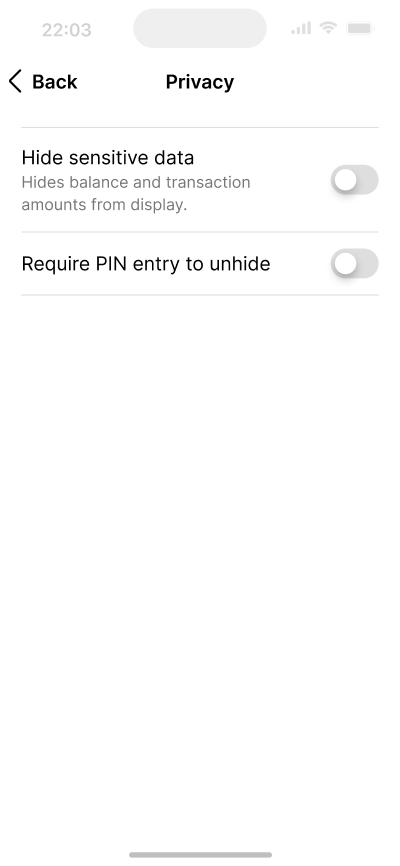 22:03
Back
Privacy
Hide sensitive data
Hides balance and transaction
amounts from display.
Require PIN entry to unhide